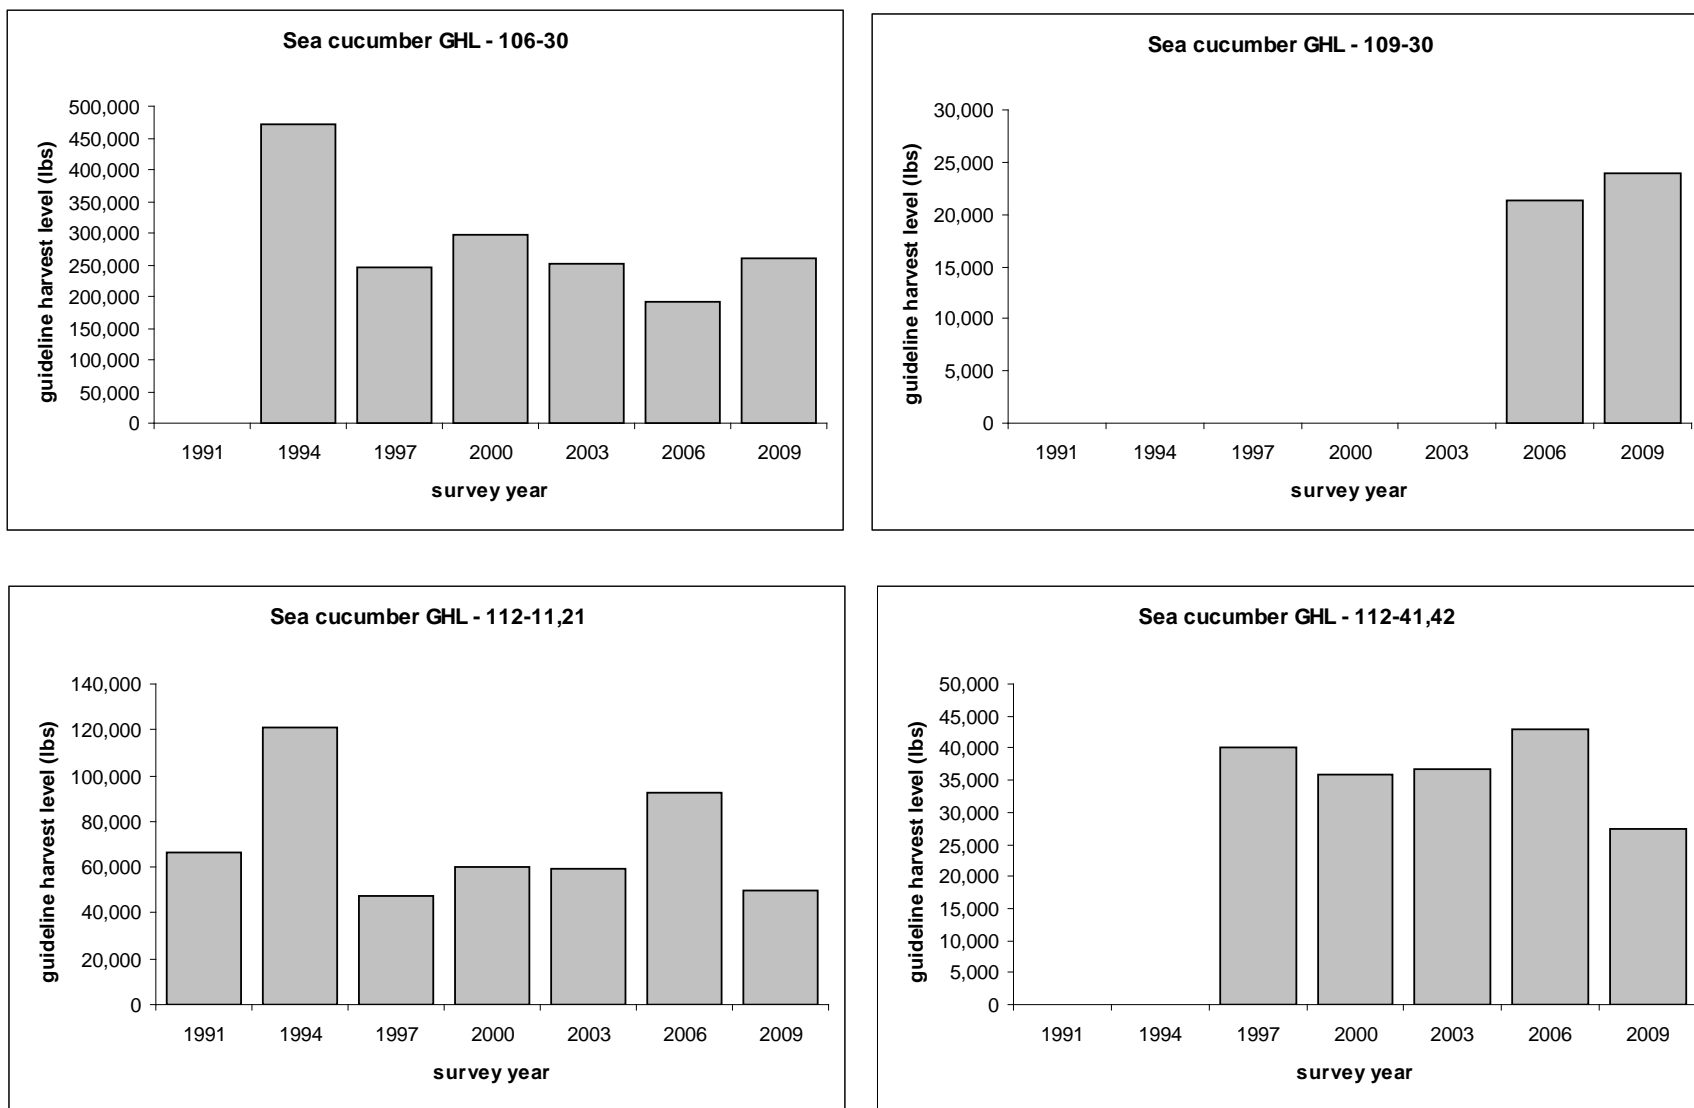 Sea cucumber GHL - 106-30
guideline harvest level (lbs)
500,000
450,000
400,000
350,000
300,000
250,000
200,000
150,000
100,000
50,000
0
1991 1994 1997 2000 2003 2006 2009
survey year
Sea cucumber GHL - 109-30
guideline harvest level (lbs)
30,000
25,000
20,000
15,000
10,000
5,000
0
1991 1994 1997 2000 2003 2006 2009
survey year
Sea cucumber GHL - 112-11,21
guideline harvest level (lbs)
140,000
120,000
100,000
80,000
60,000
40,000
20,000
0
1991 1994 1997 2000 2003 2006 2009
survey year
Sea cucumber GHL - 112-41,42
guideline harvest level (lbs)
50,000
45,000
40,000
35,000
30,000
25,000
20,000
15,000
10,000
5,000
0
1991 1994 1997 2000 2003 2006 2009
survey year